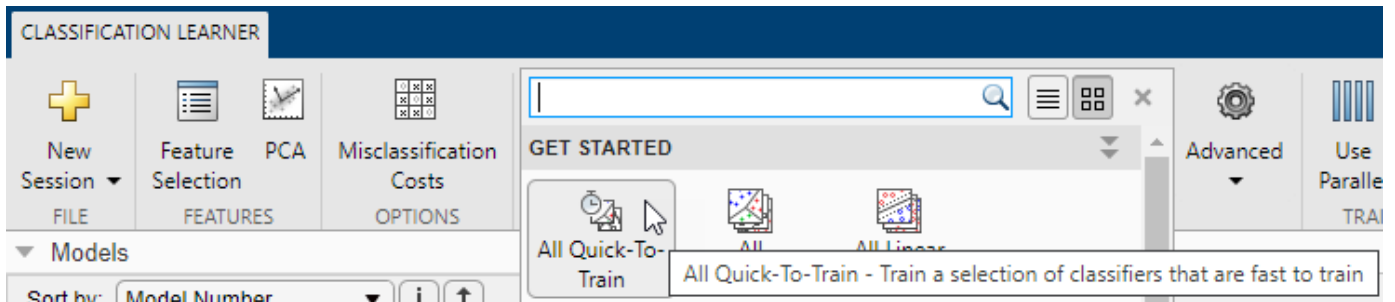 CLASSIFICATION LEARNER
New
Session
Feature
Selection
PCA
Misclassification
Costs
FILE
FEATURES
OPTIONS
GET STARTED
All Quick-To-
Train
All
All Linear
All Quick-To-Train - Train a selection of classifiers that are fast to train
Advanced
Use
Paralle
TRAI
Models
Sort by: Model Number
i